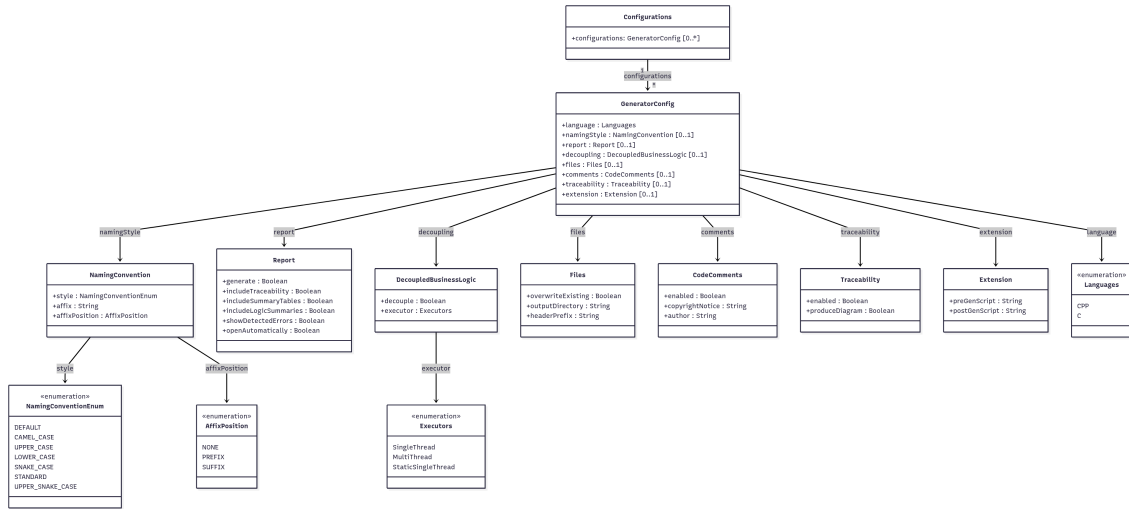 Configurations
+configurations: GeneratorConfig [0..*]
1
configurations
*
GeneratorConfig
+language : Languages
+namingStyle : NamingConvention [0..1]
+report : Report [0..1]
+decoupling : DecoupledBusinessLogic [0..1]
+files : Files [0..1]
+comments : CodeComments [0..1]
+traceability : Traceability [0..1]
+extension : Extension [0..1]
namingStyle
report
decoupling
files
comments
traceability
extension
language
NamingConvention
+style : NamingConventionEnum
+affix : String
+affixPosition : AffixPosition
Report
+generate : Boolean
+includeTraceability : Boolean
+includeSummaryTables : Boolean
+includeLogicSummaries : Boolean
+showDetectedErrors : Boolean
+openAutomatically : Boolean
DecoupledBusinessLogic
+decouple : Boolean
+executor : Executors
Files
+overwriteExisting : Boolean
+outputDirectory : String
+headerPrefix : String
CodeComments
+enabled : Boolean
+copyrightNotice : String
+author : String
Traceability
+enabled : Boolean
+produceDiagram : Boolean
Extension
+preGenScript : String
+postGenScript : String
«enumeration»
Languages
CPP
C
style
affixPosition
executor
«enumeration»
NamingConventionEnum
DEFAULT
CAMEL_CASE
UPPER_CASE
LOWER_CASE
SNAKE_CASE
STANDARD
UPPER_SNAKE_CASE
«enumeration»
AffixPosition
NONE
PREFIX
SUFFIX
«enumeration»
Executors
SingleThread
MultiThread
StaticSingleThread